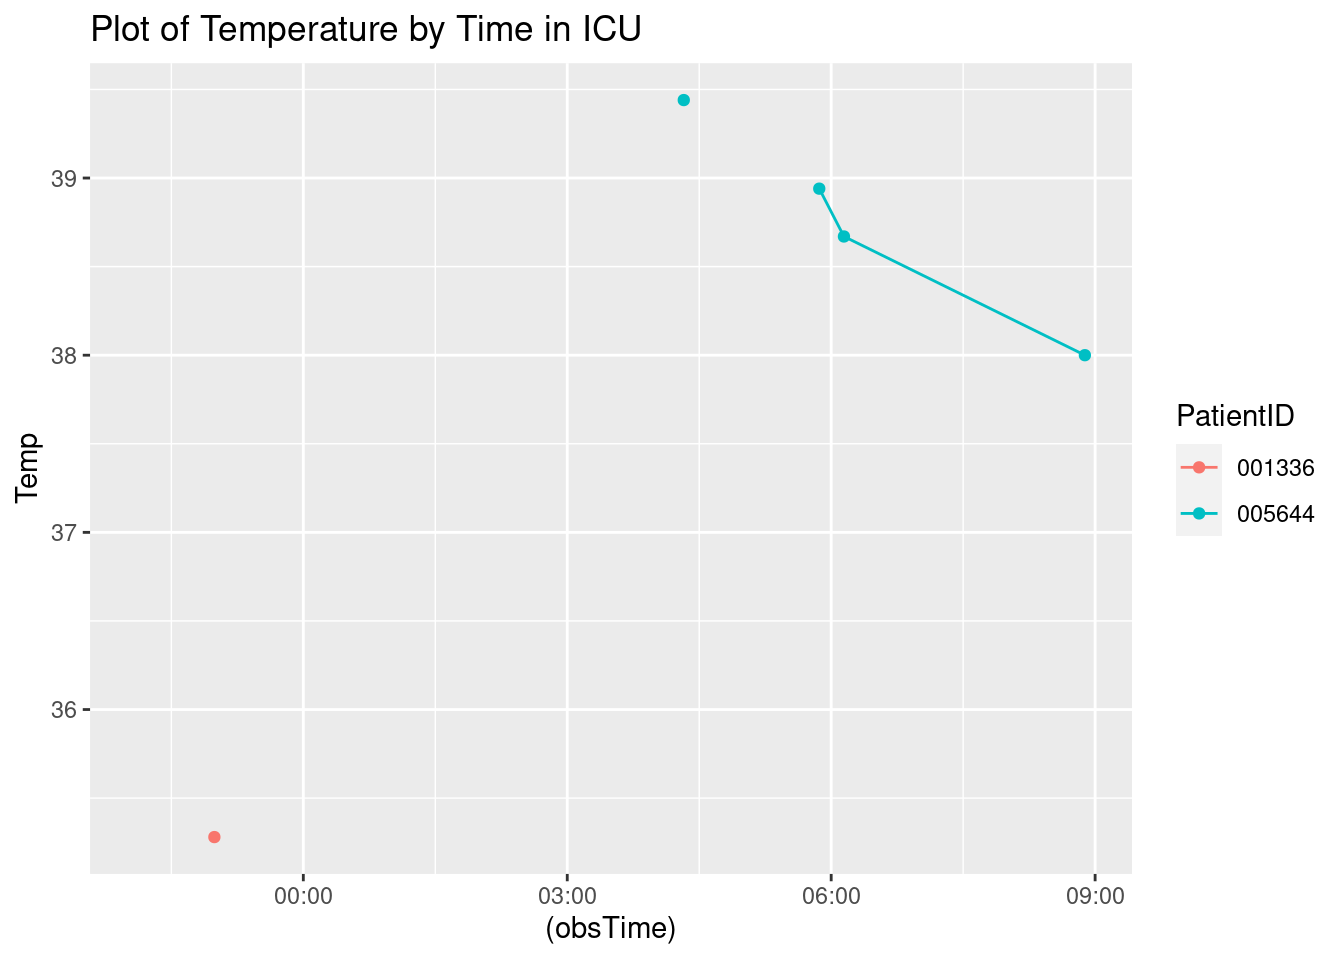 Plot of Temperature by Time in ICU
39
38
37
36
Temp
00:00 03:00 06:00 09:00
(obsTime)
PatientID
001336
005644